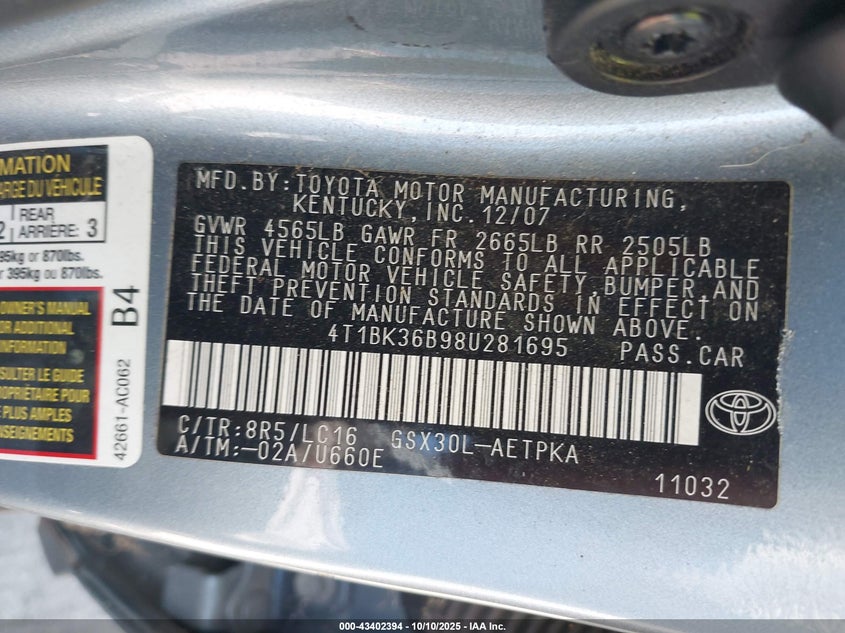 MATION
ARGE DU VÉHICULE
2 REAR ARRIÈRE: 3
95kg or 870lbs.
r 395kg ou 870lbs.
OWNER'S MANUAL
OR ADDITIONAL
INFORMATION
SULTER LE GUIDE
ROPRIÉTAIRE POUR
PLUS AMPLES
SEIGNEMENTS
B4
42661-AC062
MFD.BY:TOYOTA MOTOR MANUFACTURING,
KENTUCKY,INC.12/07
GVWR 4565LB GAWR FR 2665LB RR 2505LB
THIS VEHICLE CONFORMS TO ALL APPLICABLE
FEDERAL MOTOR VEHICLE SAFETY,BUMPER AND
THEFT PREVENTION STANDARDS IN EFFECT ON
THE DATE OF MANUFACTURE SHOWN ABOVE.
4T1BK36B98U281695 PASS.CAR
C/TR:8R5/LC16 GSX30L-AETPKA
A/TM:-02A/U660E
11032
000-43402394 | 10/10/2025 - IAA Inc.